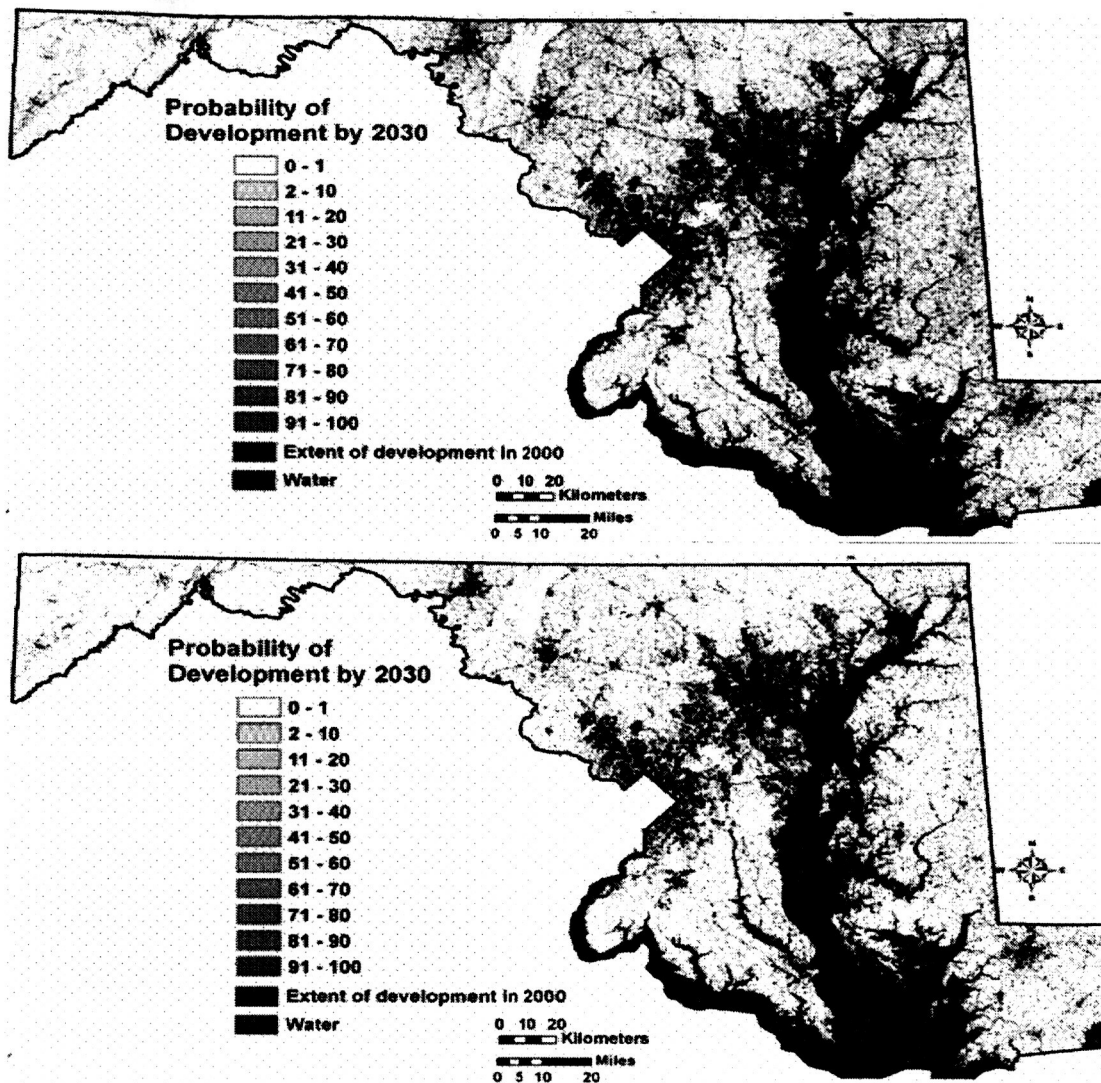 Probability of
Development by 2030
0 - 1
2 - 10
11 - 20
21 - 30
31 - 40
41 - 50
51 - 60
61 - 70
71 - 80
81 - 90
91 - 100
Extent of development in 2000
Water
0 10 20
Kilometers
Miles
0 5 10 20
N
E
S
Probability of
Development by 2030
0 - 1
2 - 10
11 - 20
21 - 30
31 - 40
41 - 50
51 - 60
61 - 70
71 - 80
81 - 90
91 - 100
Extent of development in 2000
Water
0 10 20
Kilometers
Miles
0 5 10 20
N
E
S